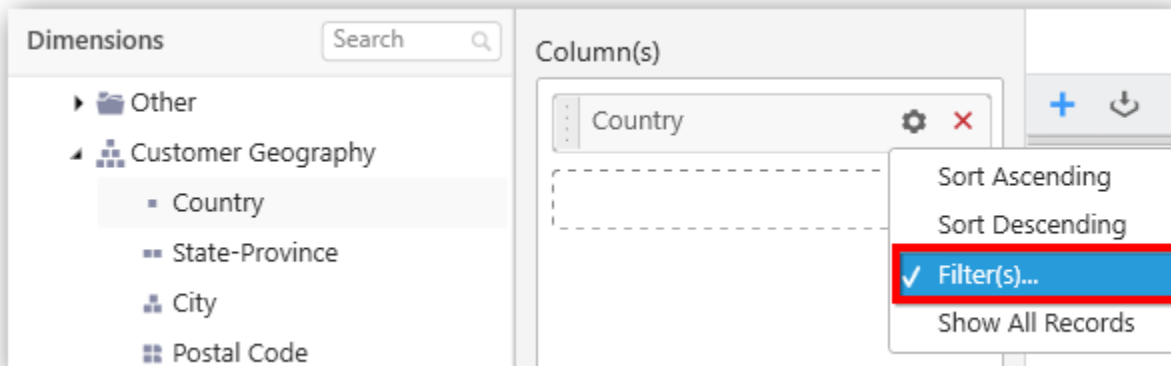 Dimensions
Search
Other
Customer Geography
Country
State-Province
City
Postal Code
Column(s)
Country
Sort Ascending
Sort Descending
Filter(s)...
Show All Records